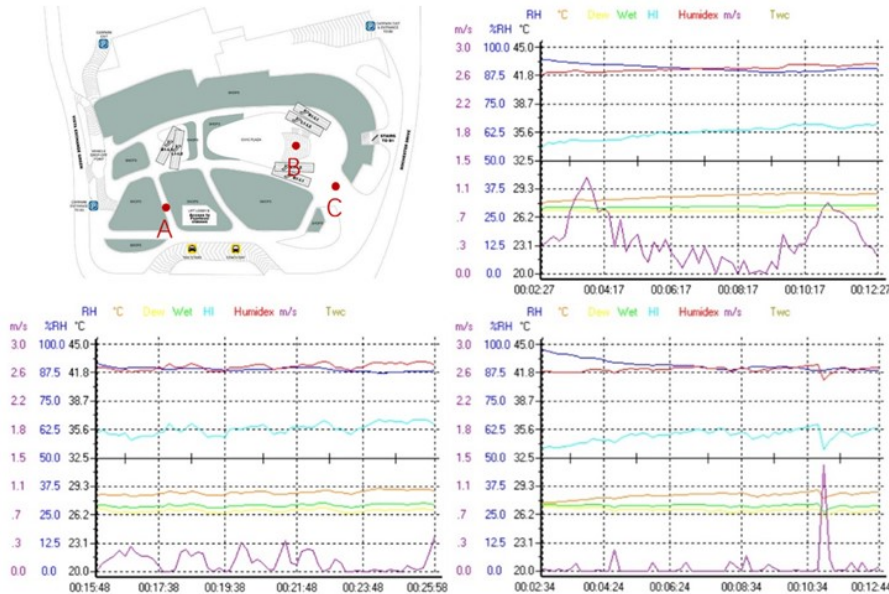 SHOPS
SHOPS
SHOPS
SHOPS
SHOPS
SHOPS
CIVIC PLAZA
STAIRS
TO B1
A
B
C
RH °C Dew Wet HI Humidex m/s Twc
m/s %RH °C
3.0 100.0 45.0
2.6 87.5 41.8
2.2 75.0 38.7
1.8 62.5 35.6
1.5 50.0 32.5
1.1 37.5 29.3
.7 25.0 26.2
.3 12.5 23.1
0.0 0.0 20.0
00:02:27 00:04:17 00:06:17 00:08:17 00:10:17 00:12:27
RH °C Dew Wet HI Humidex m/s Twc
m/s %RH °C
3.0 100.0 45.0
2.6 87.5 41.8
2.2 75.0 38.7
1.8 62.5 35.6
1.5 50.0 32.5
1.1 37.5 29.3
.7 25.0 26.2
.3 12.5 23.1
0.0 0.0 20.0
00:15:48 00:17:38 00:19:38 00:21:48 00:23:48 00:25:58
RH °C Dew Wet HI Humidex m/s Twc
m/s %RH °C
3.0 100.0 45.0
2.6 87.5 41.8
2.2 75.0 38.7
1.8 62.5 35.6
1.5 50.0 32.5
1.1 37.5 29.3
.7 25.0 26.2
.3 12.5 23.1
0.0 0.0 20.0
00:02:34 00:04:24 00:06:24 00:08:34 00:10:34 00:12:44